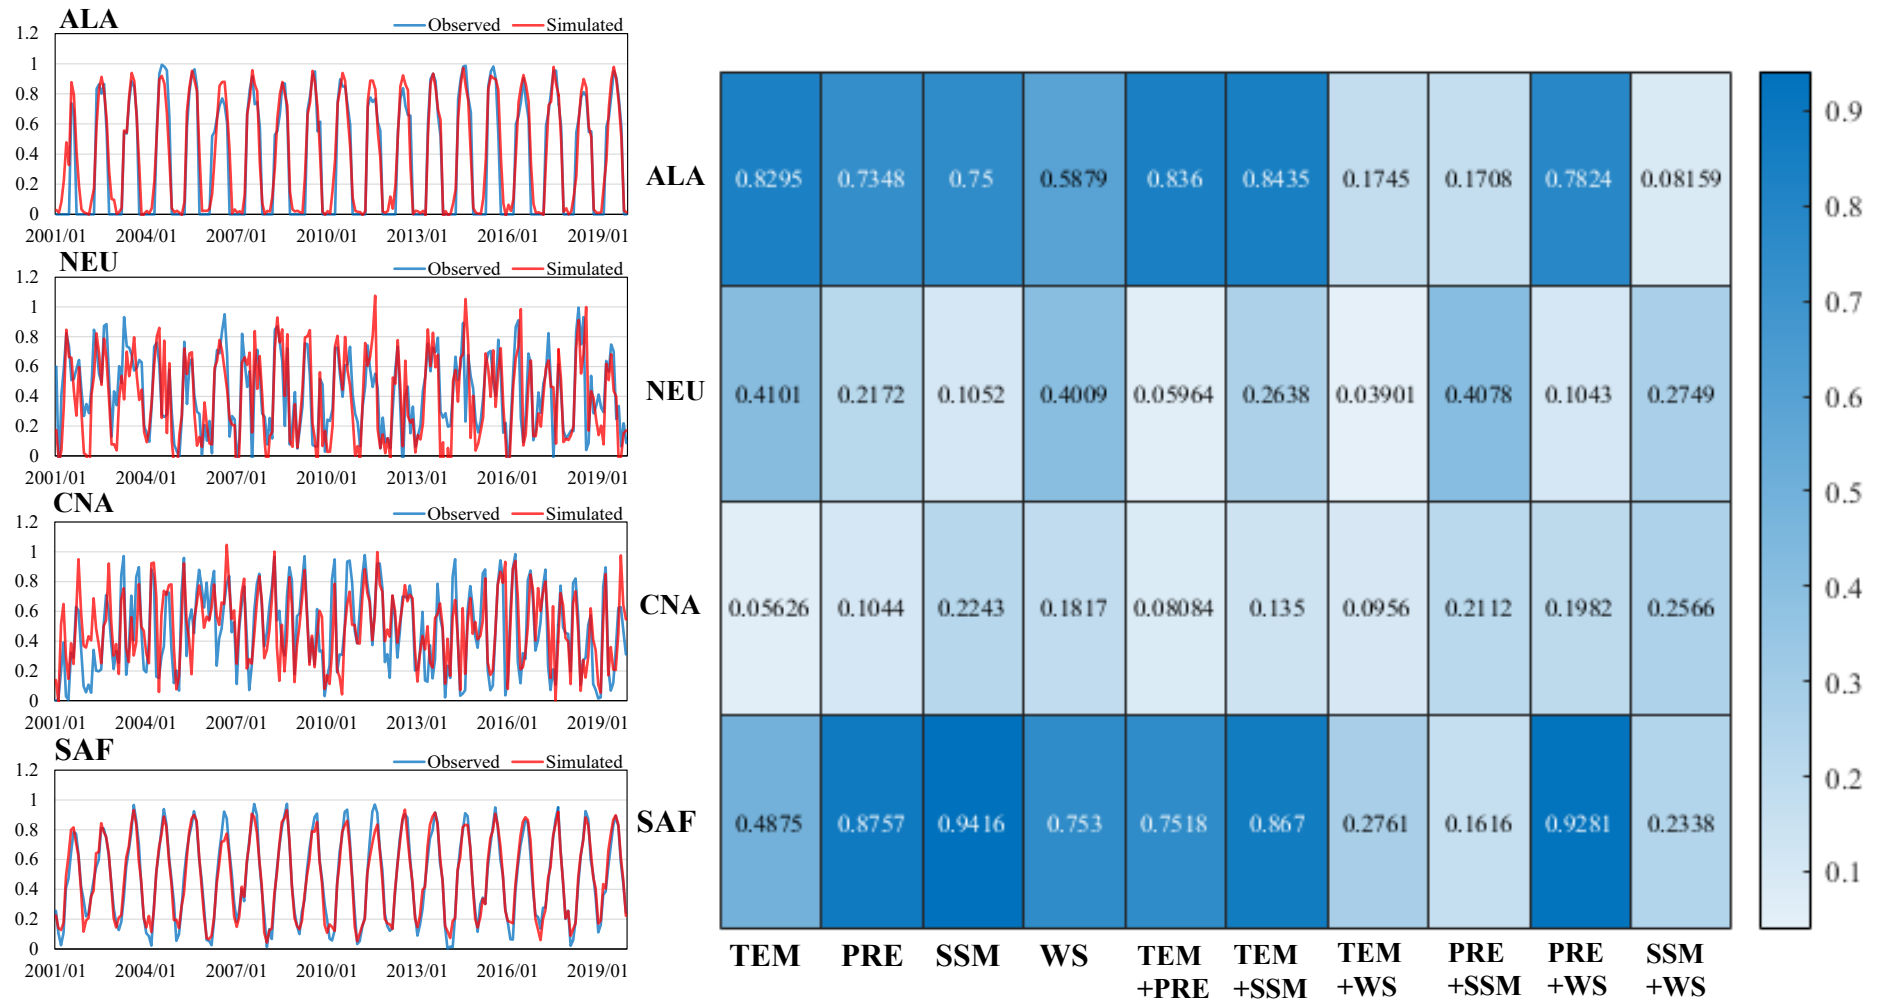 ALA
Observed Simulated
1.2
1
0.8
0.6
0.4
0.2
0
2001/01 2004/01 2007/01 2010/01 2013/01 2016/01 2019/01
NEU
Observed Simulated
1.2
1
0.8
0.6
0.4
0.2
0
2001/01 2004/01 2007/01 2010/01 2013/01 2016/01 2019/01
CNA
Observed Simulated
1.2
1
0.8
0.6
0.4
0.2
0
2001/01 2004/01 2007/01 2010/01 2013/01 2016/01 2019/01
SAF
Observed Simulated
1.2
1
0.8
0.6
0.4
0.2
0
2001/01 2004/01 2007/01 2010/01 2013/01 2016/01 2019/01
ALA 0.8295 0.7348 0.75 0.5879 0.836 0.8435 0.1745 0.1708 0.7824 0.08159
NEU 0.4101 0.2172 0.1052 0.4009 0.05964 0.2638 0.03901 0.4078 0.1043 0.2749
CNA 0.05626 0.1044 0.2243 0.1817 0.08084 0.135 0.0956 0.2112 0.1982 0.2566
SAF 0.4875 0.8757 0.9416 0.753 0.7518 0.867 0.2761 0.1616 0.9281 0.2338
TEM PRE SSM WS TEM TEM TEM PRE PRE SSM
+PRE +SSM +WS +SSM +WS +WS
0.9
0.8
0.7
0.6
0.5
0.4
0.3
0.2
0.1